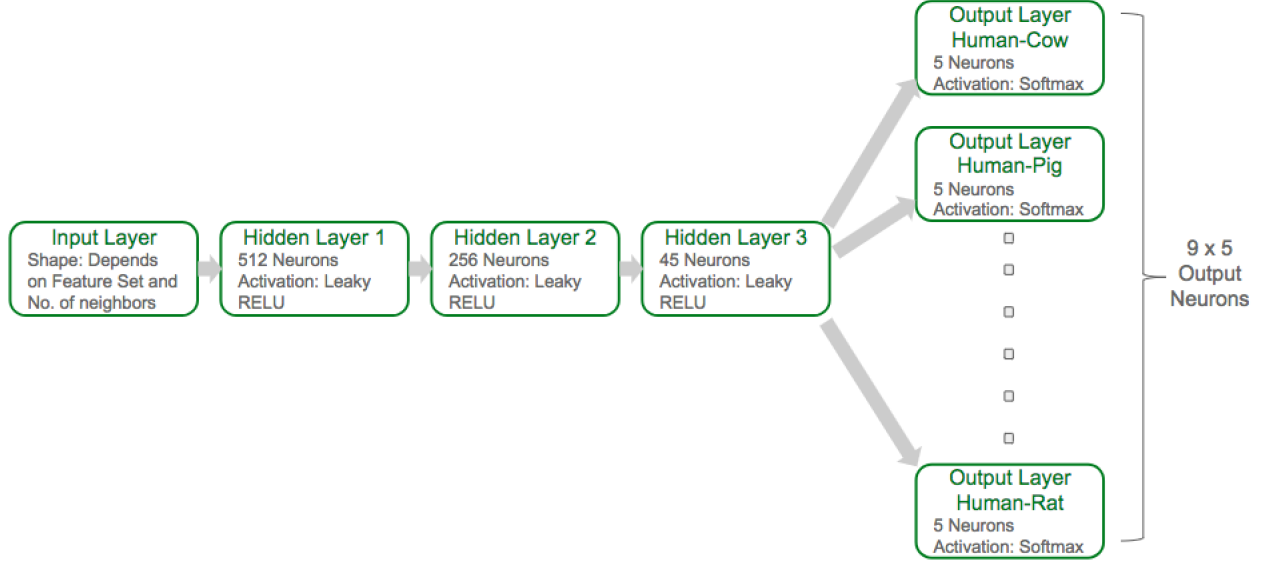 Input Layer
Shape: Depends
on Feature Set and
No. of neighbors
Hidden Layer 1
512 Neurons
Activation: Leaky
RELU
Hidden Layer 2
256 Neurons
Activation: Leaky
RELU
Hidden Layer 3
45 Neurons
Activation: Leaky
RELU
Output Layer
Human-Cow
5 Neurons
Activation: Softmax
Output Layer
Human-Pig
5 Neurons
Activation: Softmax
Output Layer
Human-Rat
5 Neurons
Activation: Softmax
9 x 5
Output
Neurons